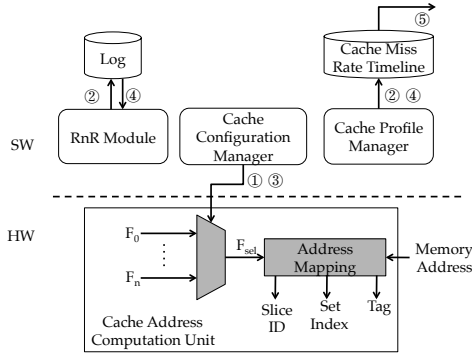 ⑤
Log
Cache Miss
Rate Timeline
② ④
② ④
RnR Module
Cache
Configuration
Manager
Cache Profile
Manager
SW
① ③
HW
F0
Fn
Fsel
Address
Mapping
Memory
Address
Slice
ID
Set
Index
Tag
Cache Address
Computation Unit